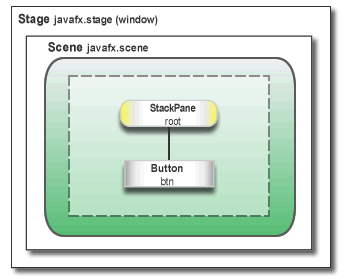 Stage javafx.stage (window)
Scene javafx.scene
StackPane
root
Button
btn